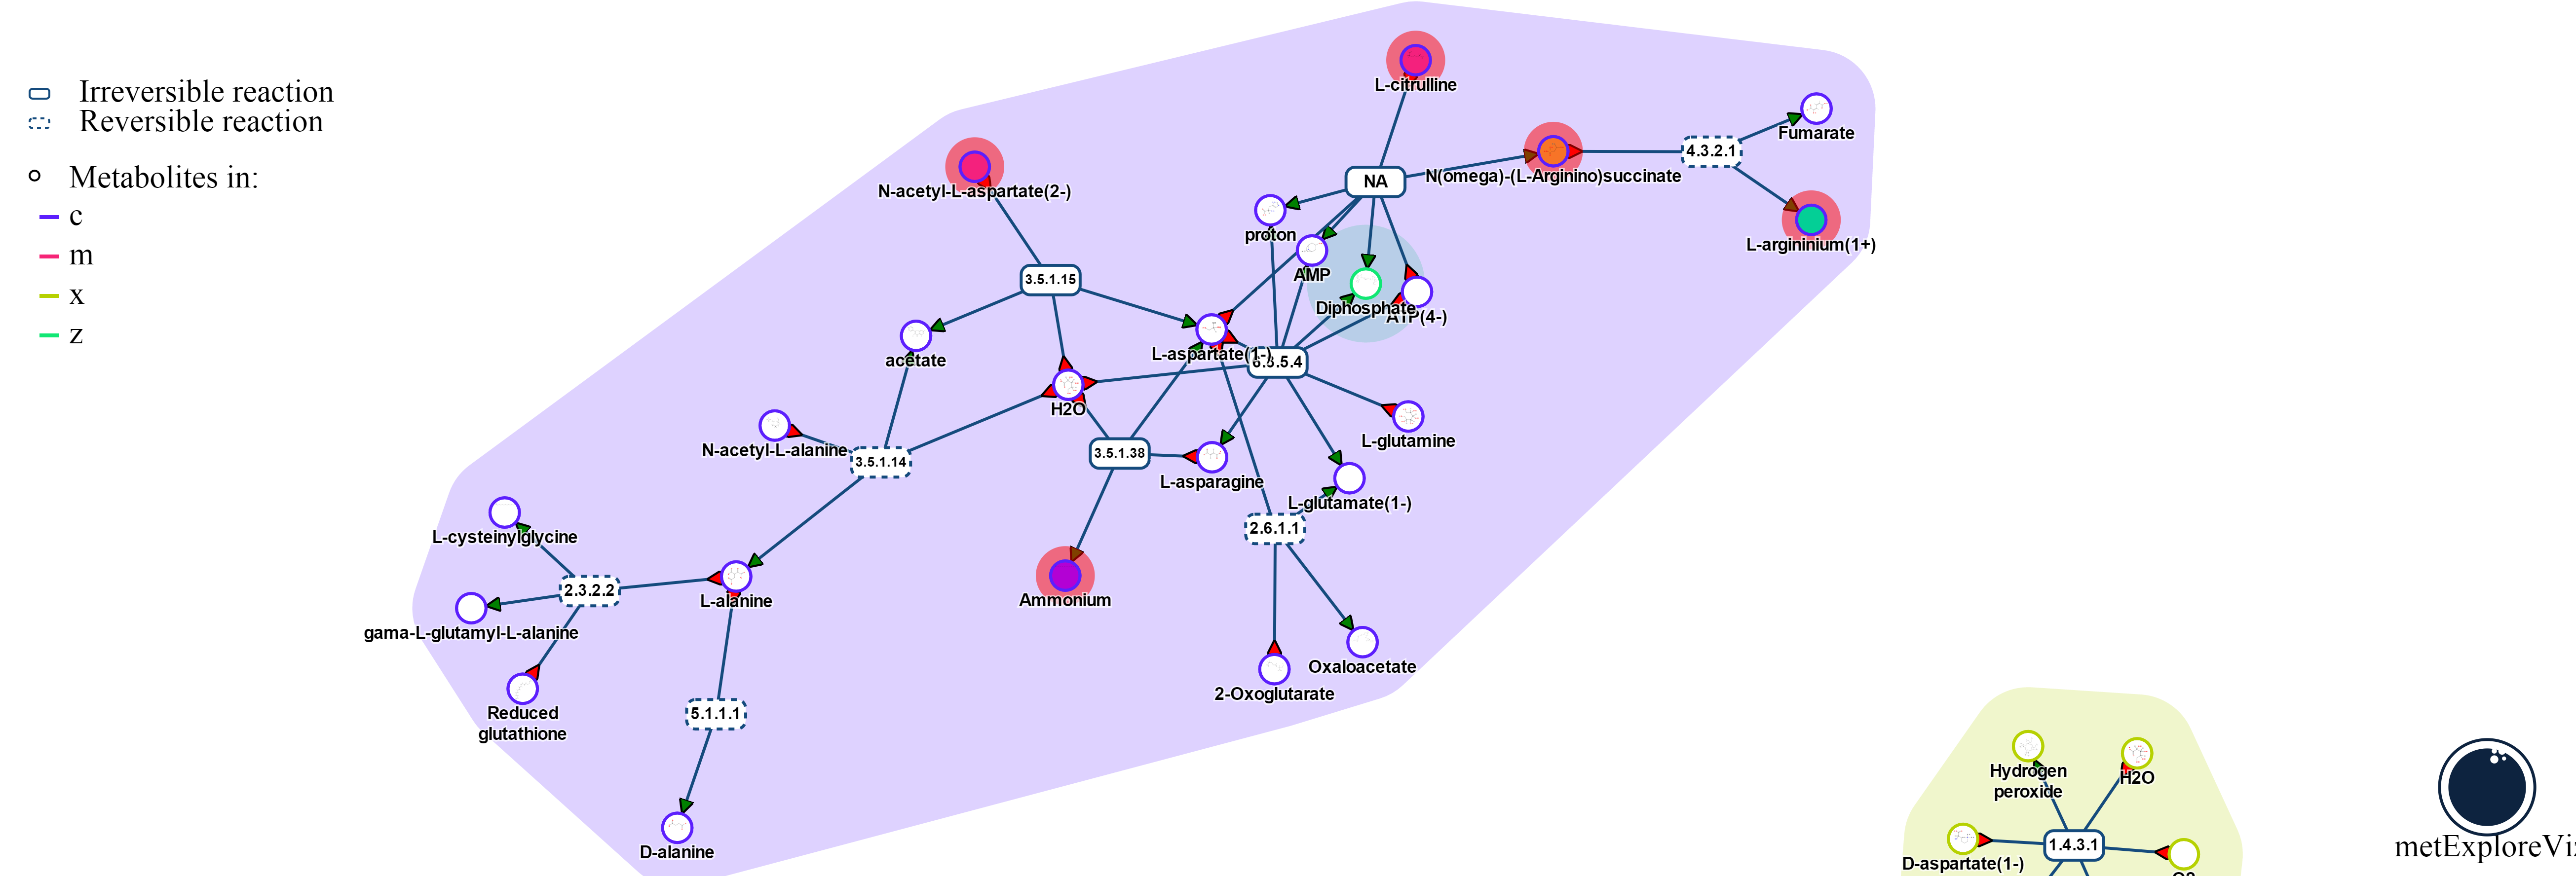 Irreversible reaction
Reversible reaction
Metabolites in:
c
m
x
z
L-citrulline
Fumarate
4.3.2.1
N-acetyl-L-aspartate(2-)
NA
N(omega)-(L-Arginino)succinate
proton
L-argininium(1+)
AMP
3.5.1.15
Diphosphate
ATP(4-)
acetate
L-aspartate(1-)
6.3.5.4
H2O
N-acetyl-L-alanine
L-glutamine
3.5.1.14
3.5.1.38
L-asparagine
L-glutamate(1-)
L-cysteinylglycine
2.6.1.1
2.3.2.2
L-alanine
Ammonium
gama-L-glutamyl-L-alanine
Oxaloacetate
2-Oxoglutarate
Reduced
glutathione
5.1.1.1
D-alanine
Hydrogen
peroxide
H2O
1.4.3.1
D-aspartate(1-)
metExploreViz